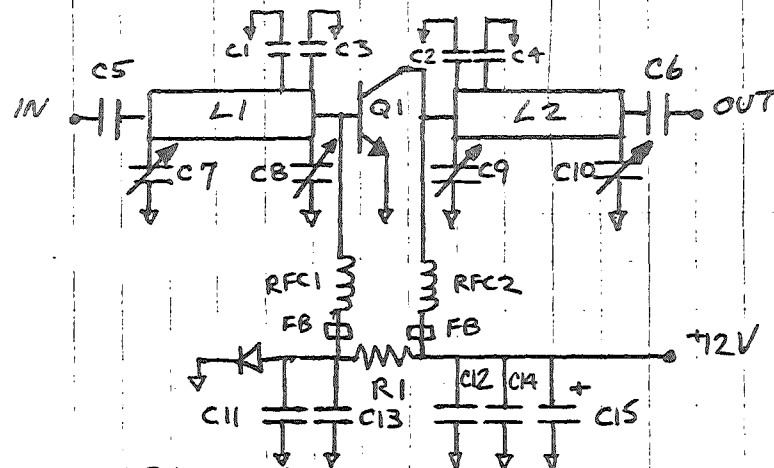 C1 C3 C2 C4
C5 C6
IN L1 Q1 L2 OUT
C7 C8 C9 C10
RFC1 RFC2
FB FB
+12V
R1 C12 C14 +
C11 C13 C15